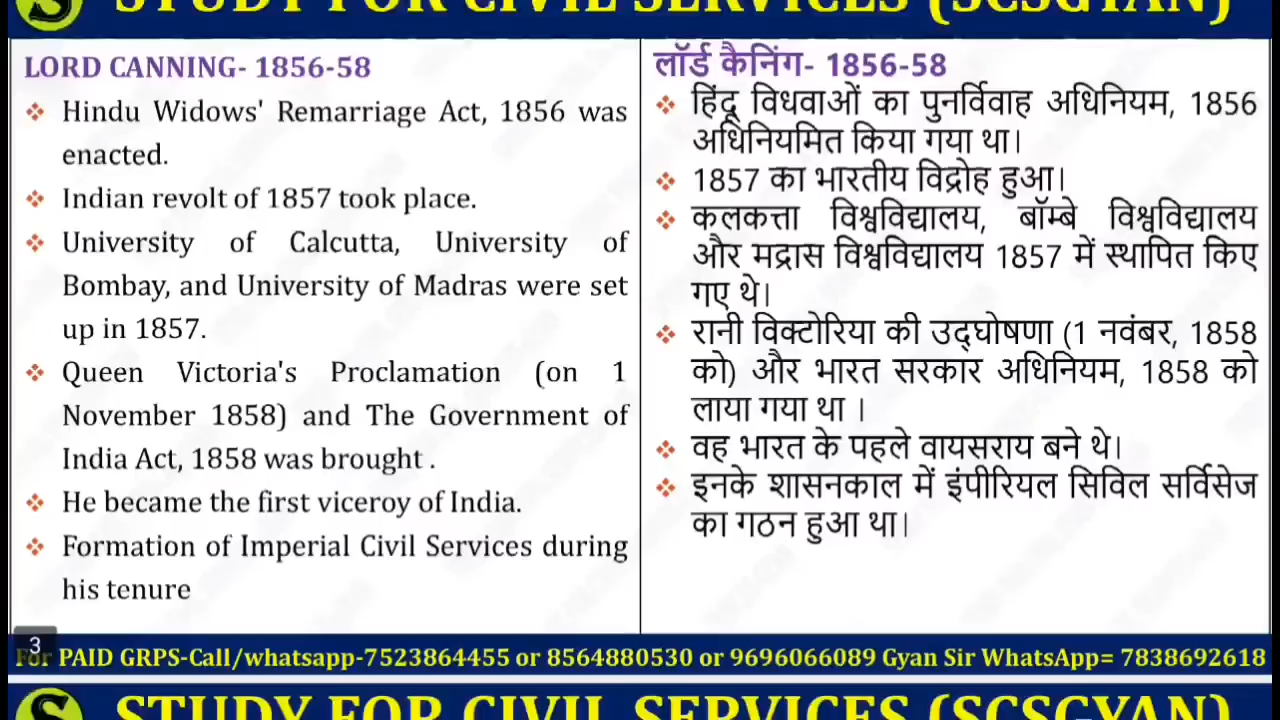 STUDY FOR CIVIL SERVICES (SCSGYAN)
LORD CANNING- 1856-58
❖ Hindu Widows' Remarriage Act, 1856 was
enacted.
❖ Indian revolt of 1857 took place.
❖ University of Calcutta, University of
Bombay, and University of Madras were set
up in 1857.
❖ Queen Victoria's Proclamation (on 1
November 1858) and The Government of
India Act, 1858 was brought .
❖ He became the first viceroy of India.
❖ Formation of Imperial Civil Services during
his tenure
लॉर्ड कैनिंग- 1856-58
❖ हिंदू विधवाओं का पुनर्विवाह अधिनियम, 1856
अधिनियमित किया गया था।
❖ 1857 का भारतीय विद्रोह हुआ।
❖ कलकत्ता विश्वविद्यालय, बॉम्बे विश्वविद्यालय
और मद्रास विश्वविद्यालय 1857 में स्थापित किए
गए थे।
❖ रानी विक्टोरिया की उद्घोषणा (1 नवंबर, 1858
को) और भारत सरकार अधिनियम, 1858 को
लाया गया था ।
❖ वह भारत के पहले वायसराय बने थे।
❖ इनके शासनकाल में इंपीरियल सिविल सर्विसेज
का गठन हुआ था।
3
For PAID GRPS-Call/whatsapp-7523864455 or 8564880530 or 9696066089 Gyan Sir WhatsApp= 7838692618
STUDY FOR CIVIL SERVICES (SCSGYAN)